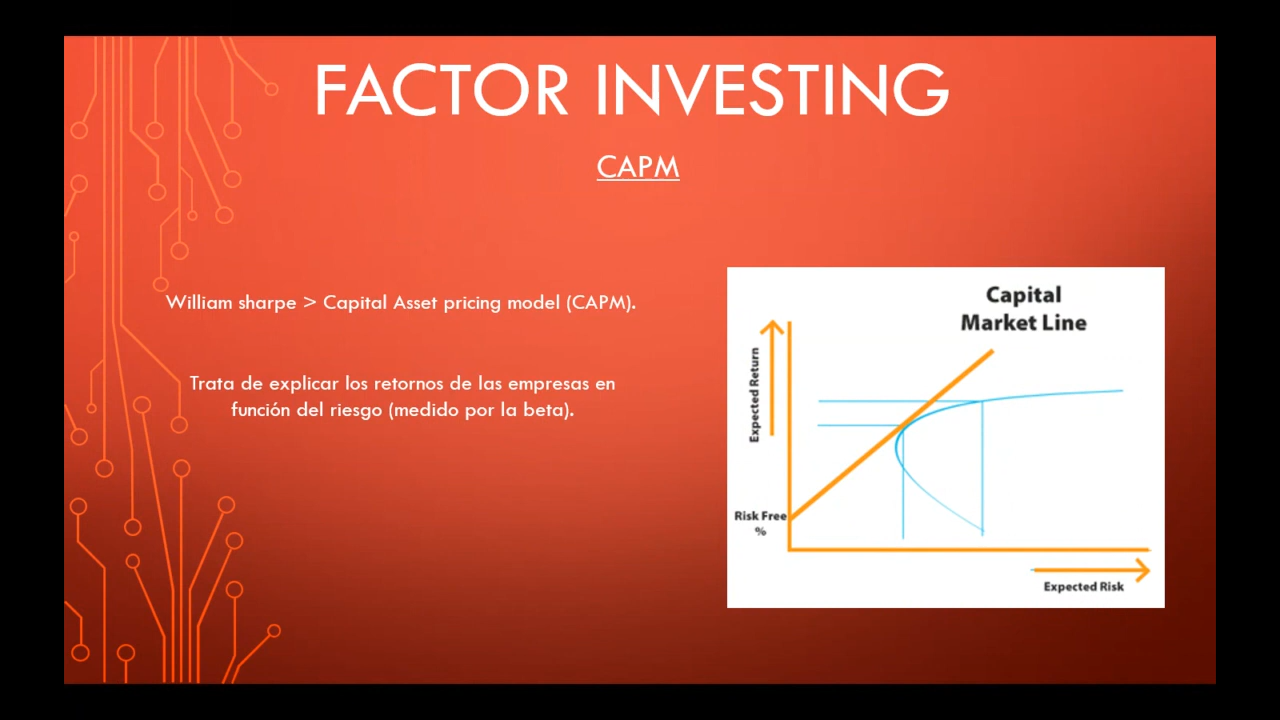 FACTOR INVESTING
CAPM
William sharpe > Capital Asset pricing model (CAPM).
Trata de explicar los retornos de las empresas en
función del riesgo (medido por la beta).
Capital
Market Line
Expected Return
Risk Free
%
Expected Risk